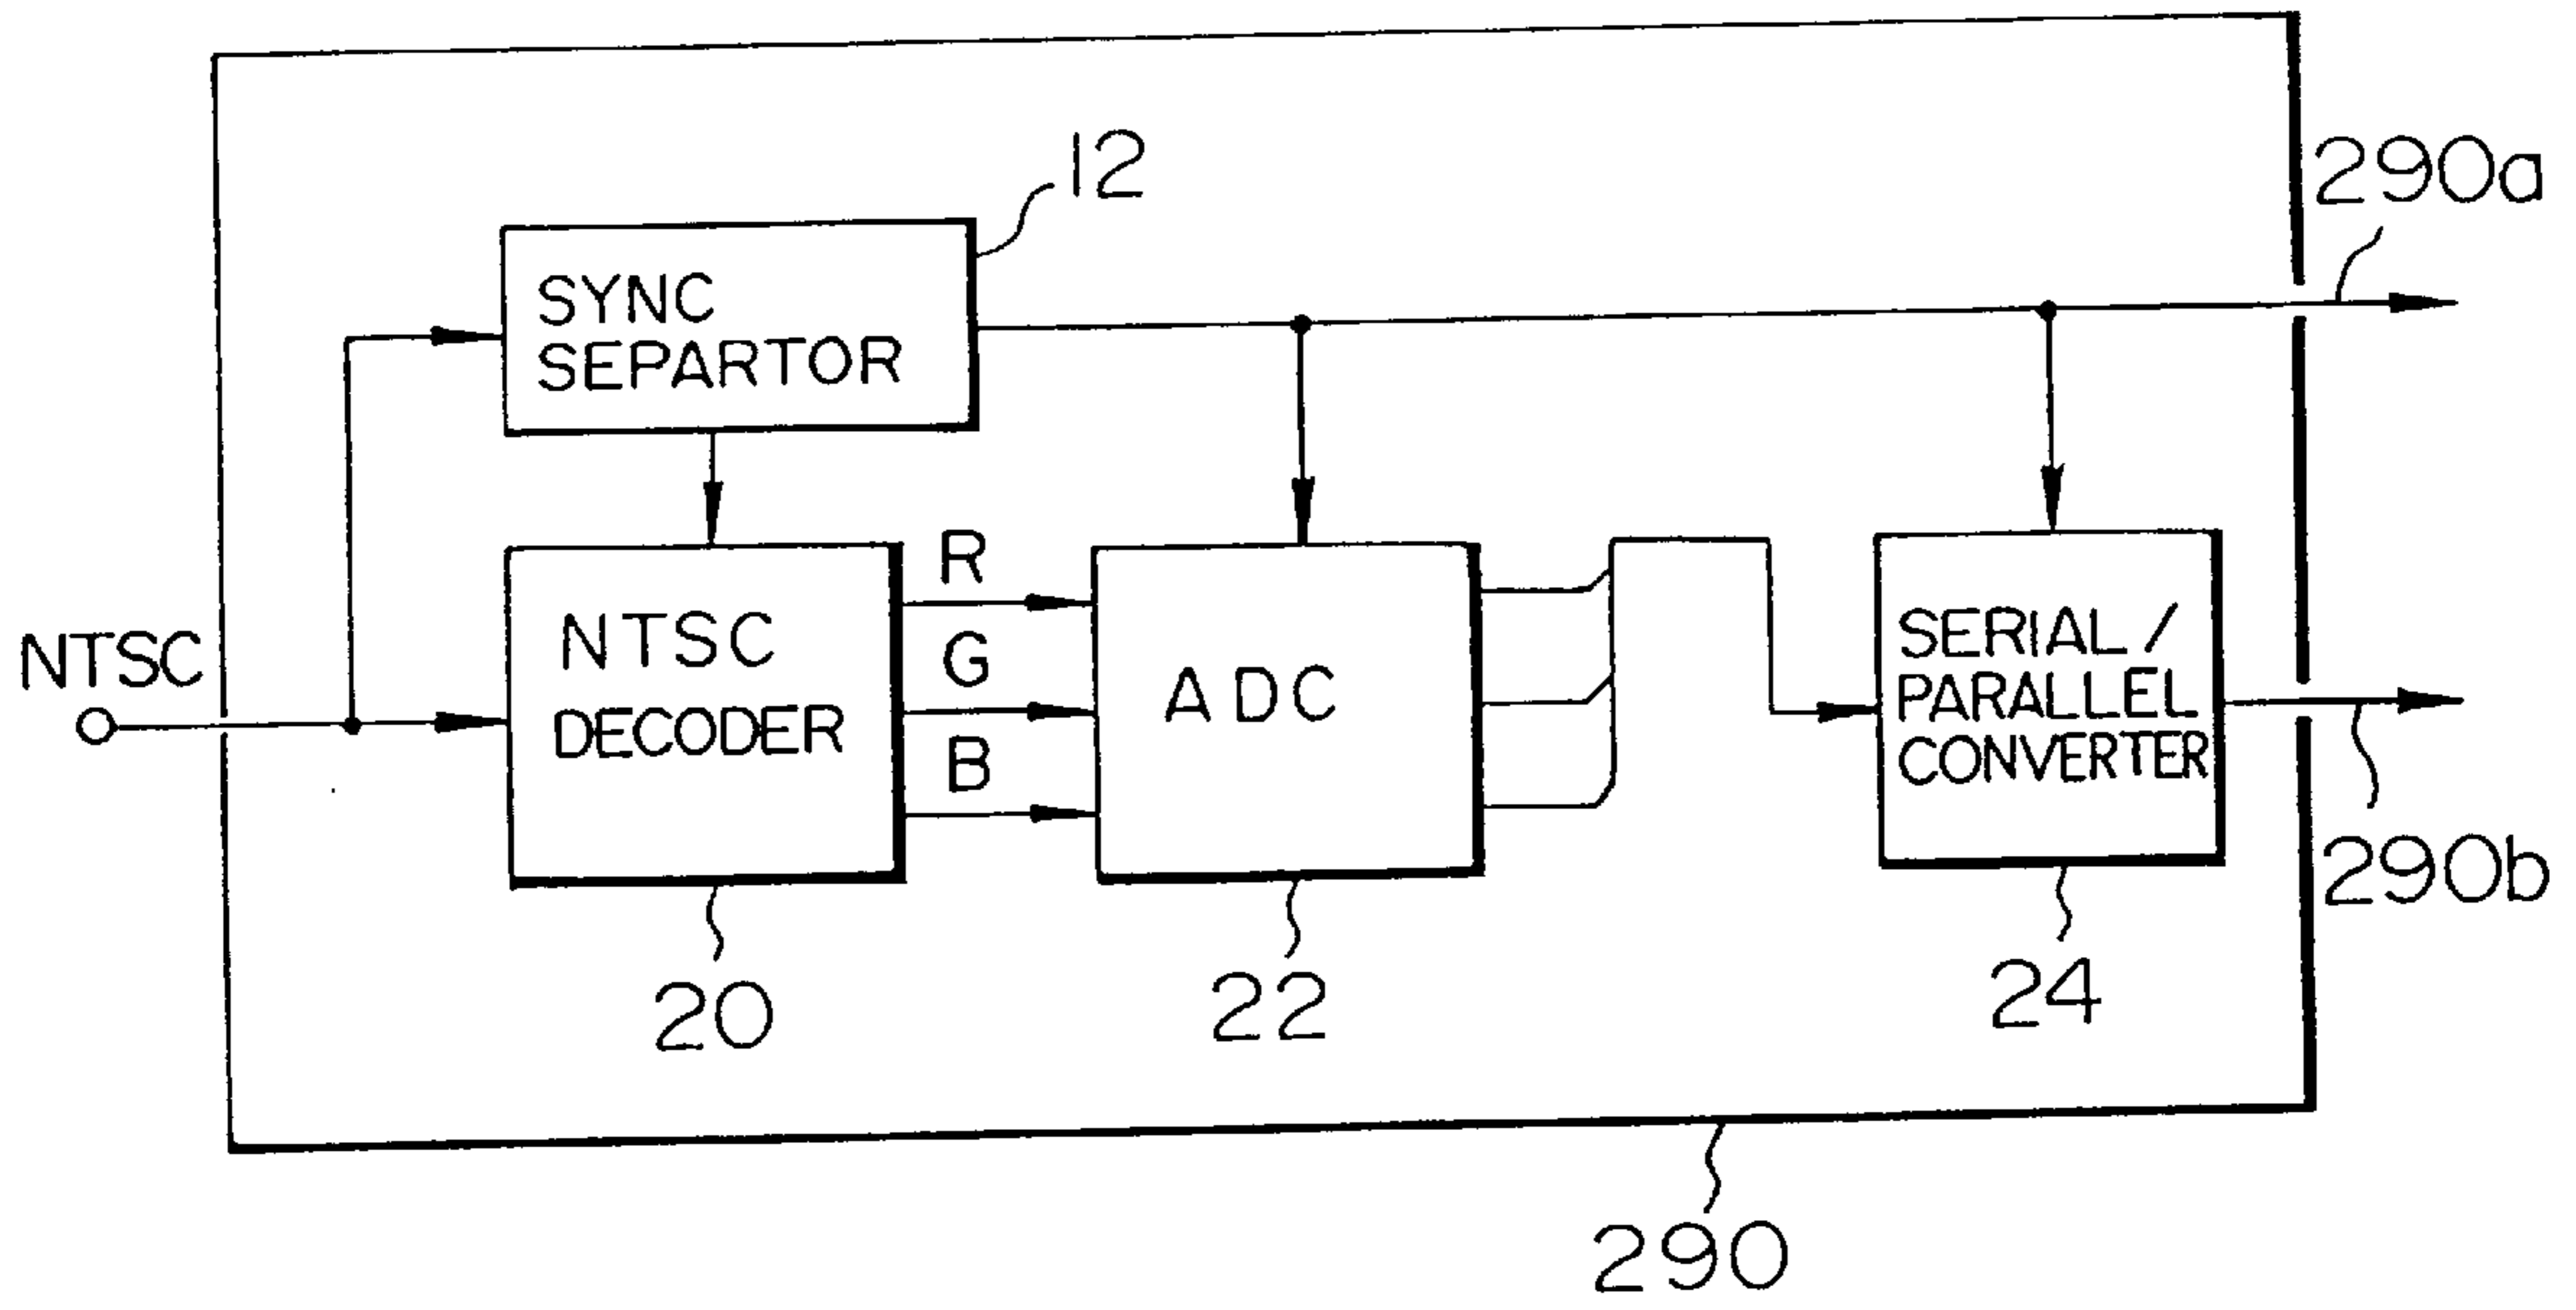 12
290a
SYNC
SEPARTOR
R
NTSC
G
NTSC
DECODER
B
ADC
SERIAL/
PARALLEL
CONVERTER
290b
20
22
24
290